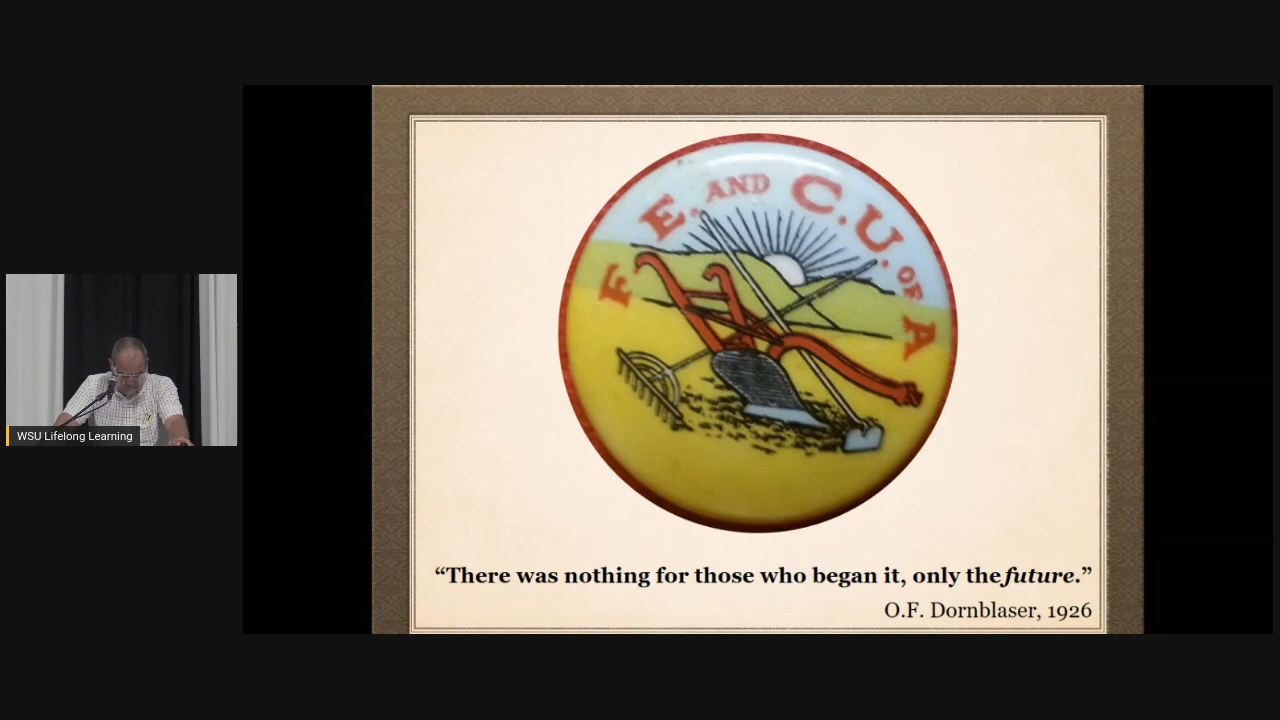 F. E. AND C. U. OF A
“There was nothing for those who began it, only the future.”
O.F. Dornblaser, 1926
WSU Lifelong Learning